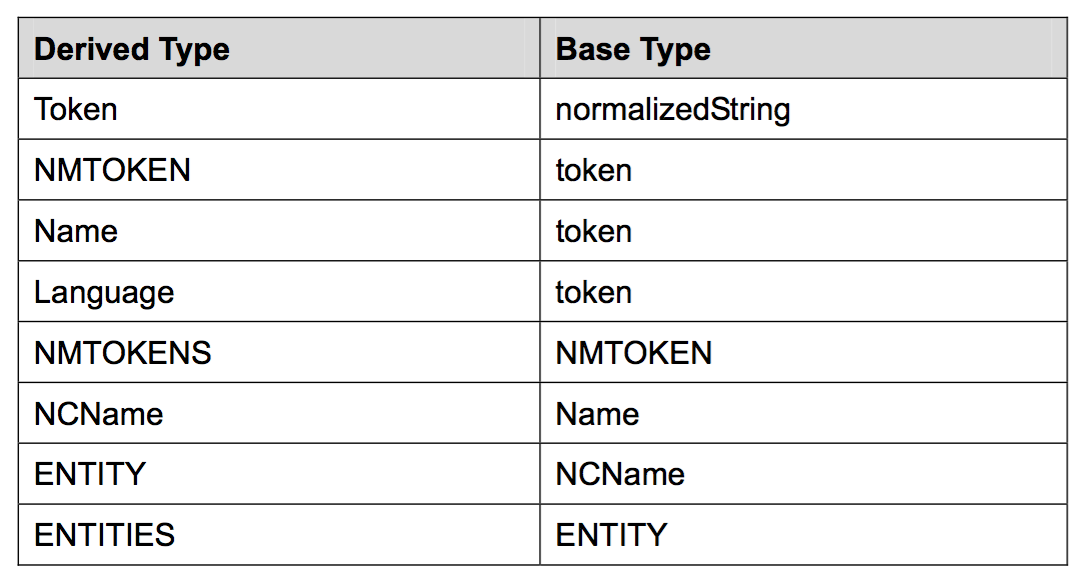 Derived Type Base Type
Token normalizedString
NMTOKEN token
Name token
Language token
NMTOKENS NMTOKEN
NCName Name
ENTITY NCName
ENTITIES ENTITY